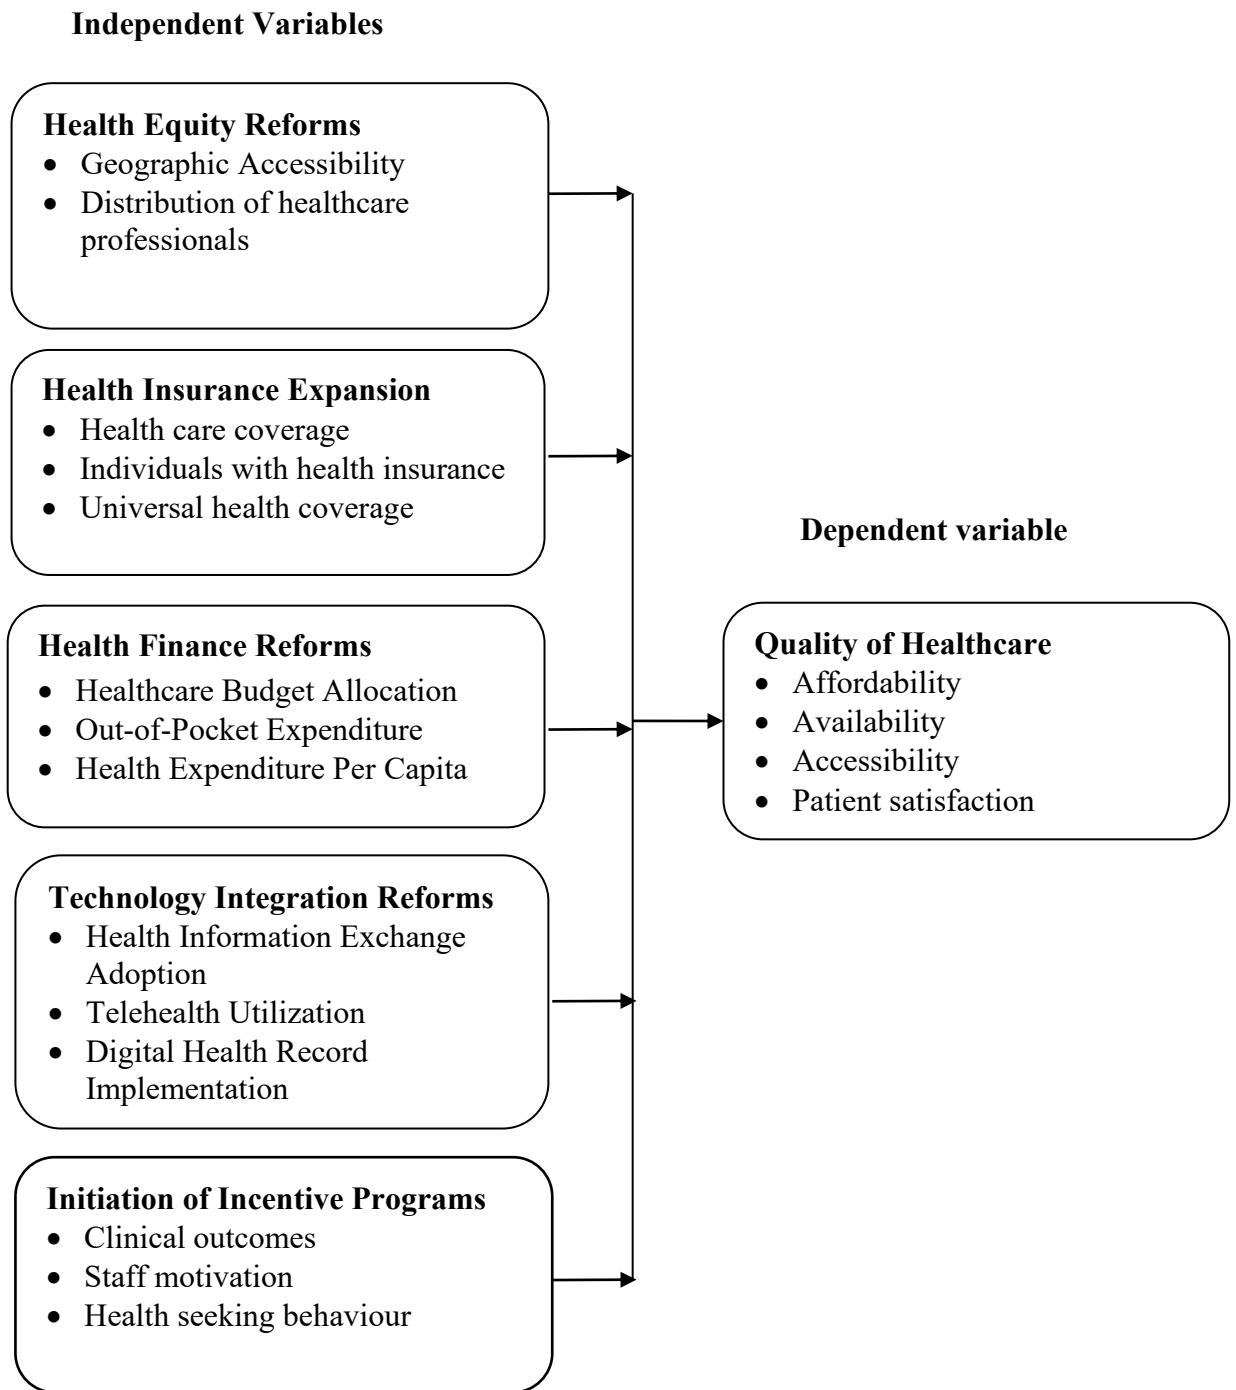 Independent Variables
Health Equity Reforms
• Geographic Accessibility
• Distribution of healthcare
professionals
Health Insurance Expansion
• Health care coverage
• Individuals with health insurance
• Universal health coverage
Health Finance Reforms
• Healthcare Budget Allocation
• Out-of-Pocket Expenditure
• Health Expenditure Per Capita
Technology Integration Reforms
• Health Information Exchange
Adoption
• Telehealth Utilization
• Digital Health Record
Implementation
Initiation of Incentive Programs
• Clinical outcomes
• Staff motivation
• Health seeking behaviour
Dependent variable
Quality of Healthcare
• Affordability
• Availability
• Accessibility
• Patient satisfaction